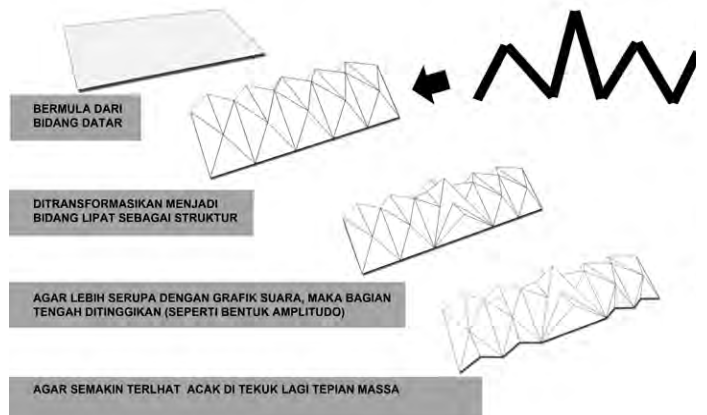 BERMULA DARI
BIDANG DATAR
DITRANSFORMASIKAN MENJADI
BIDANG LIPAT SEBAGAI STRUKTUR
AGAR LEBIH SERUPA DENGAN GRAFIK SUARA, MAKA BAGIAN
TENGAH DITINGGIKAN (SEPERTI BENTUK AMPLITUDO)
AGAR SEMAKIN TERLHAT ACAK DI TEKUK LAGI TEPIAN MASSA